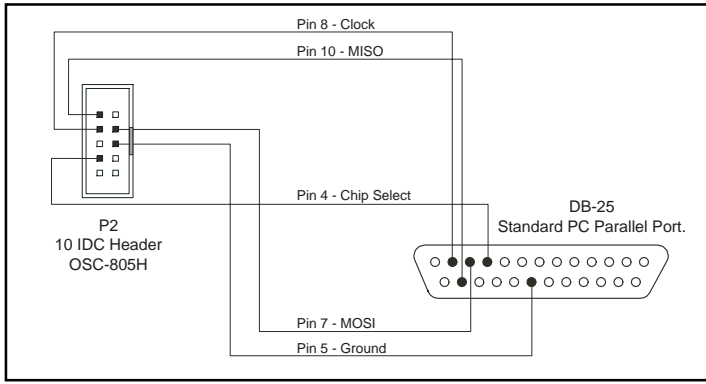 Pin 8 - Clock
Pin 10 - MISO
Pin 4 - Chip Select
P2
10 IDC Header
OSC-805H
DB-25
Standard PC Parallel Port.
Pin 7 - MOSI
Pin 5 - Ground